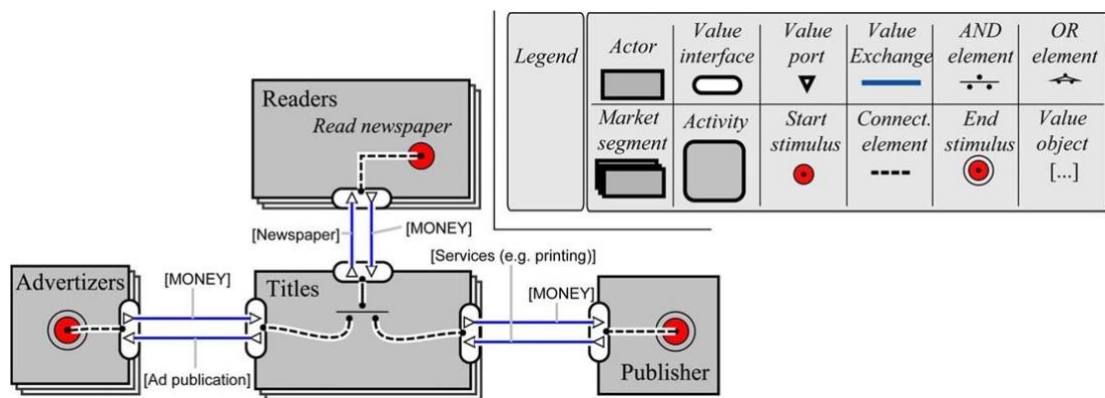 Legend
Actor
Value
interface
Value
port
Value
Exchange
AND
element
OR
element
Market
segment
Activity
Start
stimulus
Connect.
element
End
stimulus
Value
object
[...]
Readers
Read newspaper
[Newspaper]
[MONEY]
[Services (e.g. printing)]
Advertizers
[MONEY]
Titles
[MONEY]
[Ad publication]
Publisher